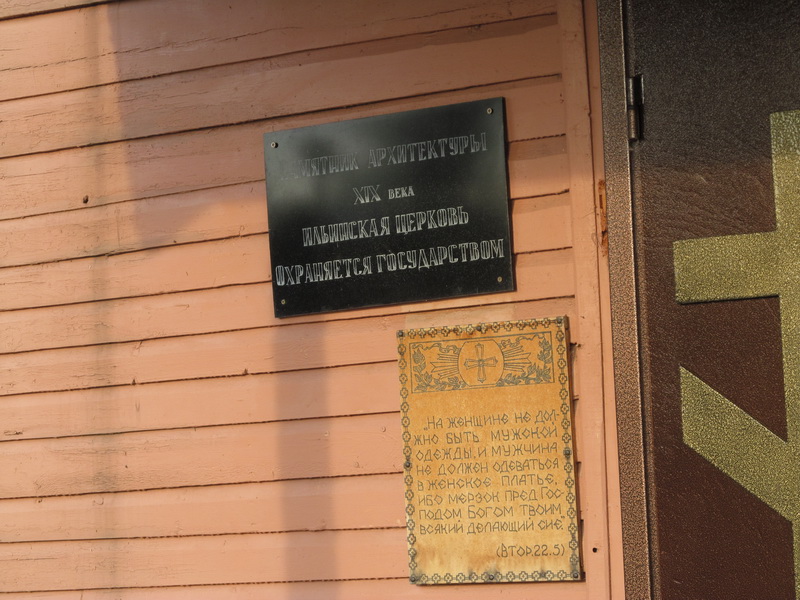 ПАМЯТНИК АРХИТЕКТУРЫ
XIX ВЕКА
ИЛЬИНСКАЯ ЦЕРКОВЬ
ОХРАНЯЕТСЯ ГОСУДАРСТВОМ
„НА ЖЕНЩИНЕ НЕ ДОЛ-
ЖНО БЫТЬ МУЖСКОЙ
ОДЕЖДЫ, И МУЖЧИНА
НЕ ДОЛЖЕН ОДЕВАТЬСЯ
В ЖЕНСКОЕ ПЛАТЬЕ,
ИБО МЕРЗОК ПРЕД ГОС-
ПОДОМ БОГОМ ТВОИМ
ВСЯКИЙ ДЕЛАЮЩИЙ СИЕ."
(ВТОР.22.5)